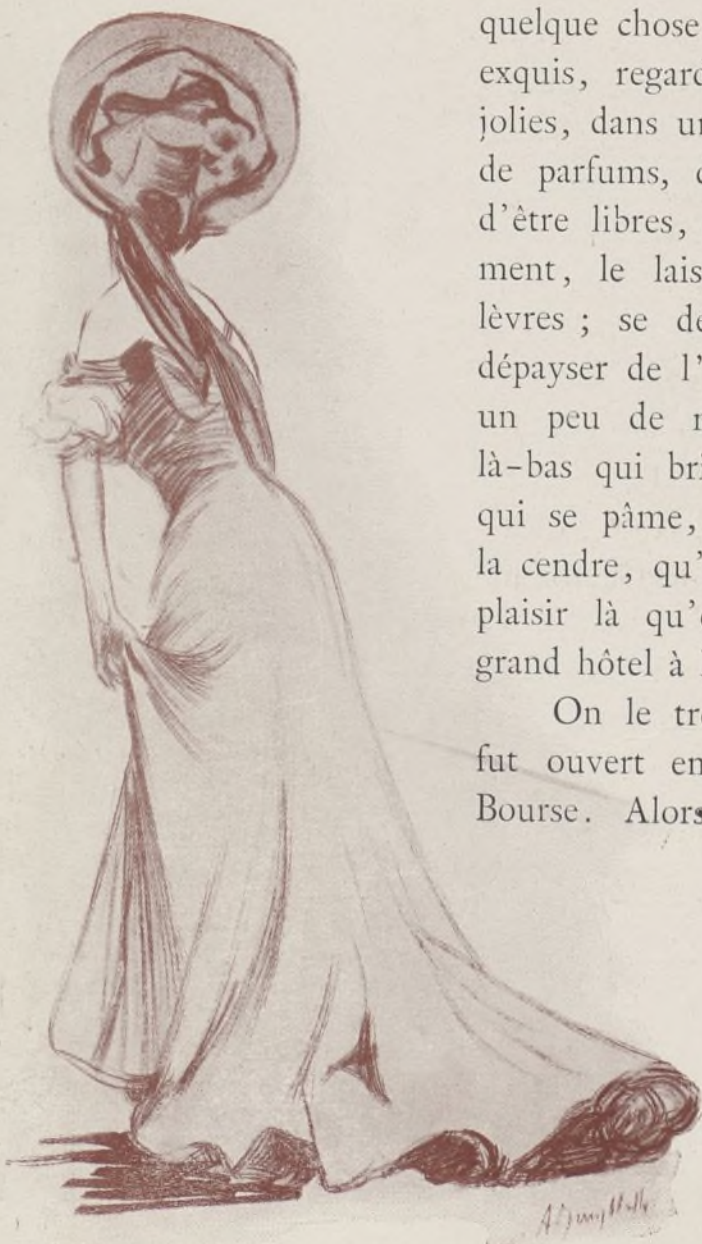 quelque chose
exquis, regard
jolies, dans un
de parfums, 
d'être libres,
ment, le lais
lèvres ; se de
dépayser de l'
un peu de
là-bas qui bri
qui se pâme,
la cendre, qu'
plaisir là qu'
grand hôtel à
On le tr
fut ouvert en
Bourse. Alors